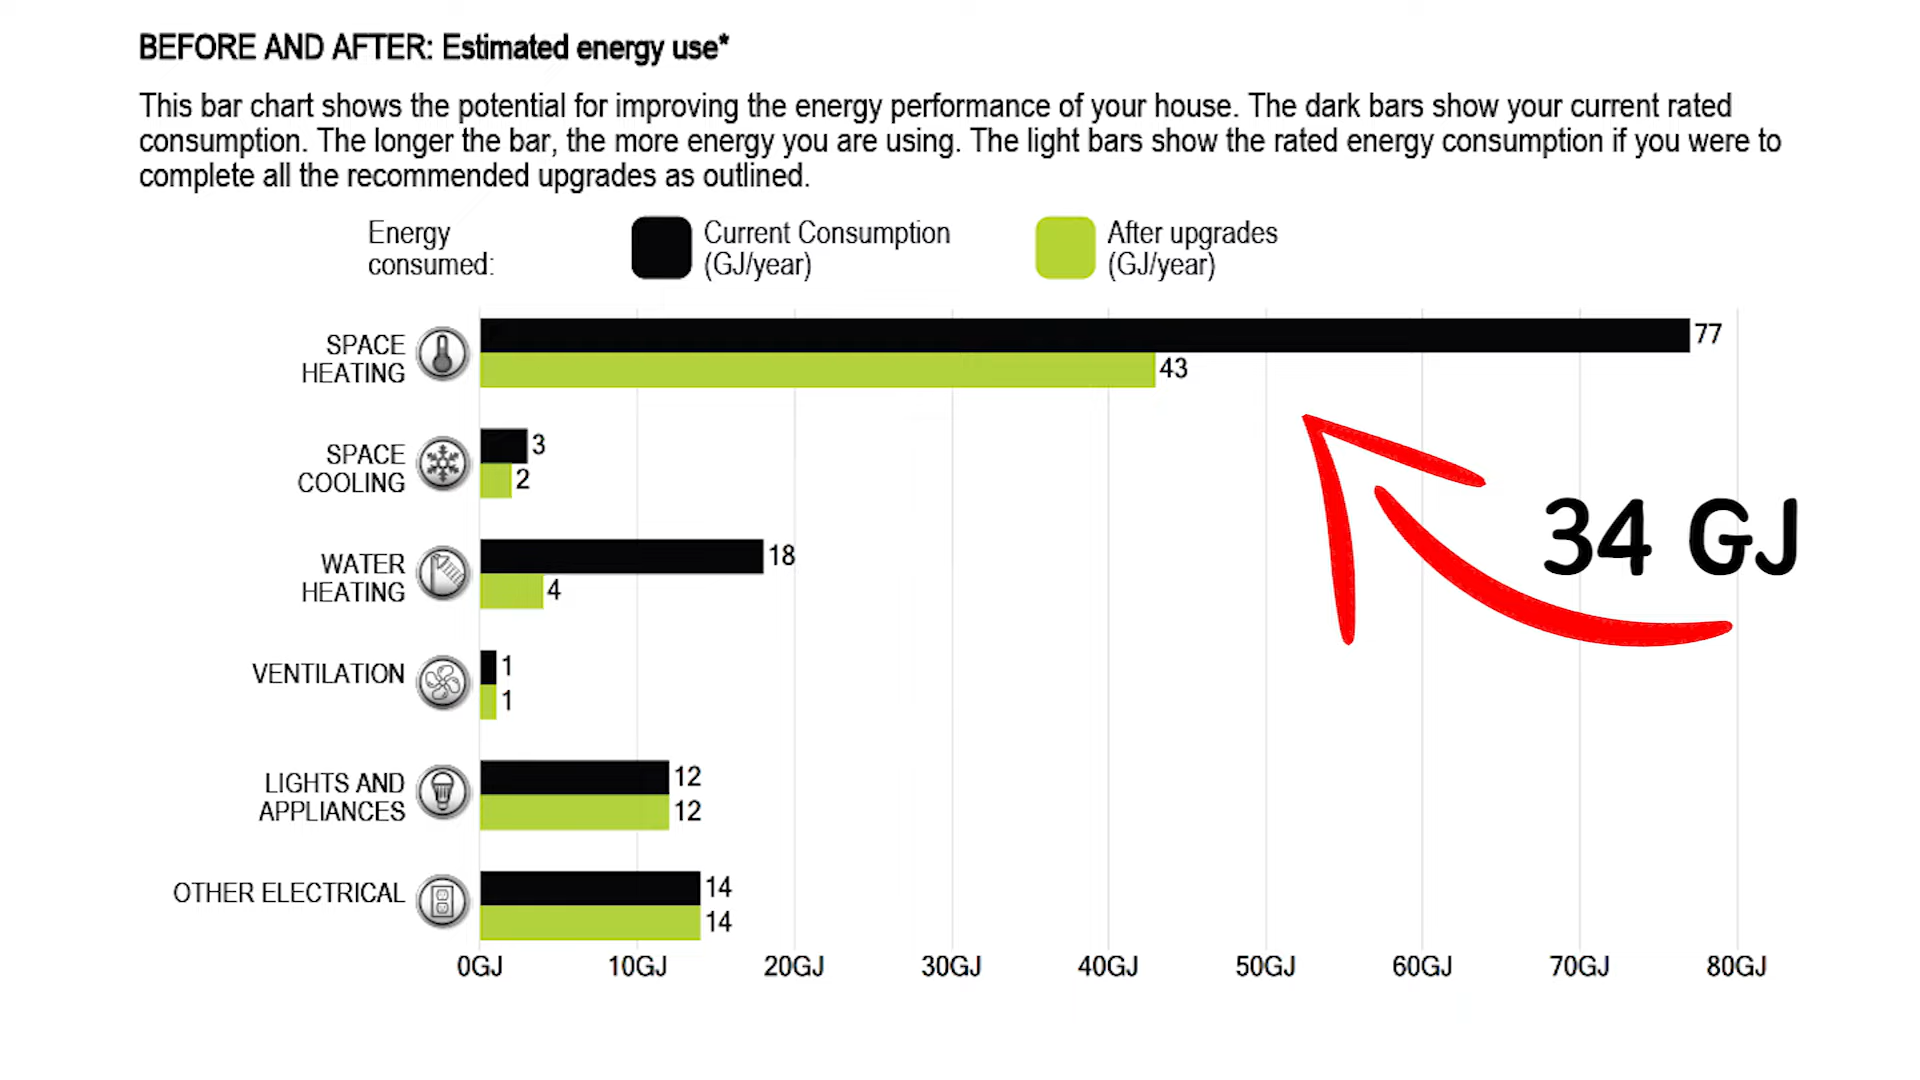 BEFORE AND AFTER: Estimated energy use*
This bar chart shows the potential for improving the energy performance of your house. The dark bars show your current rated
consumption. The longer the bar, the more energy you are using. The light bars show the rated energy consumption if you were to
complete all the recommended upgrades as outlined.
Energy
consumed:
Current Consumption
(GJ/year)
After upgrades
(GJ/year)
SPACE
HEATING
77
43
SPACE
COOLING
3
2
34 GJ
WATER
HEATING
18
4
VENTILATION
1
1
LIGHTS AND
APPLIANCES
12
12
OTHER ELECTRICAL
14
14
0GJ 10GJ 20GJ 30GJ 40GJ 50GJ 60GJ 70GJ 80GJ